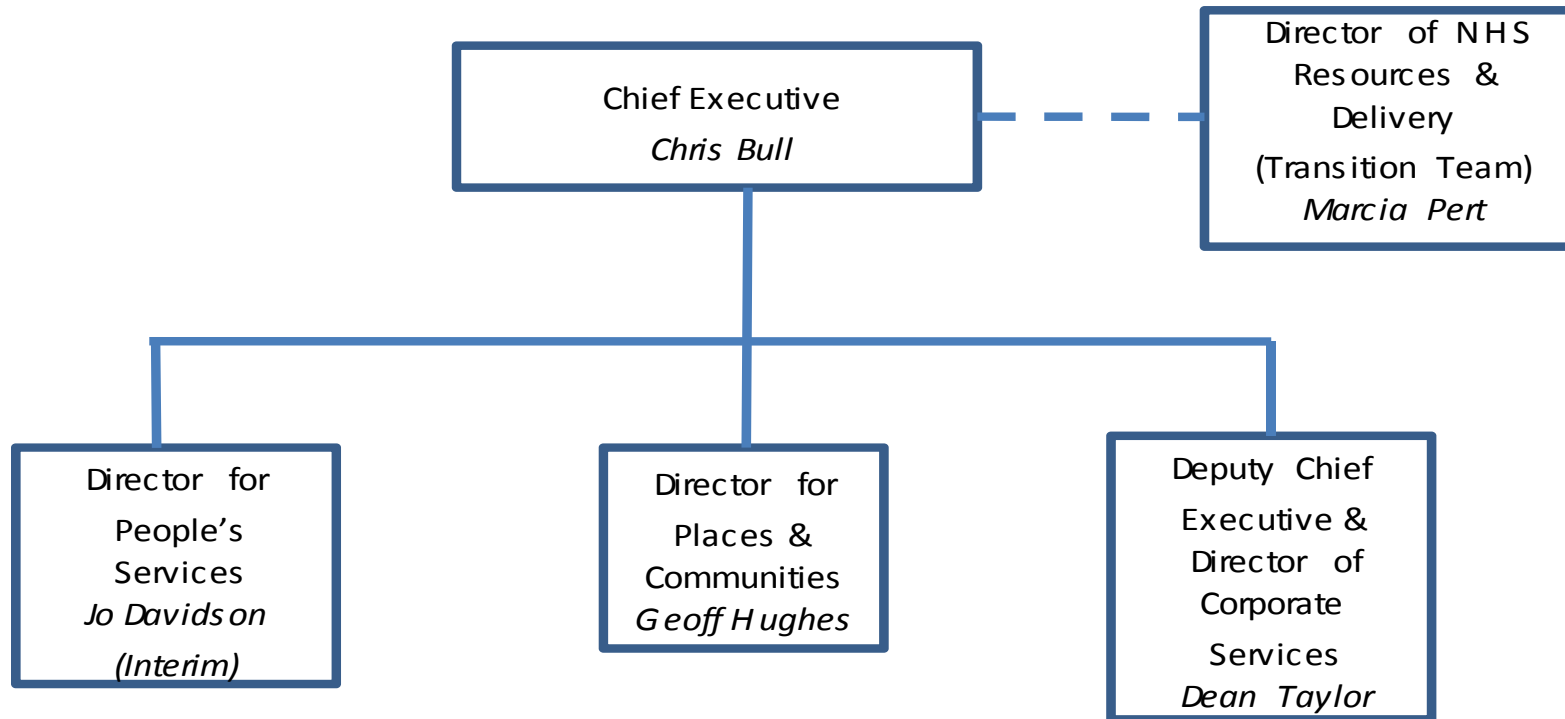 Chief Executive
Chris Bull
Director of NHS
Resources &
Delivery
(Transition Team)
Marcia Pert
Director for
People’s
Services
Jo Davidson
(Interim)
Director for
Places &
Communities
Geoff Hughes
Deputy Chief
Executive &
Director of
Corporate
Services
Dean Taylor